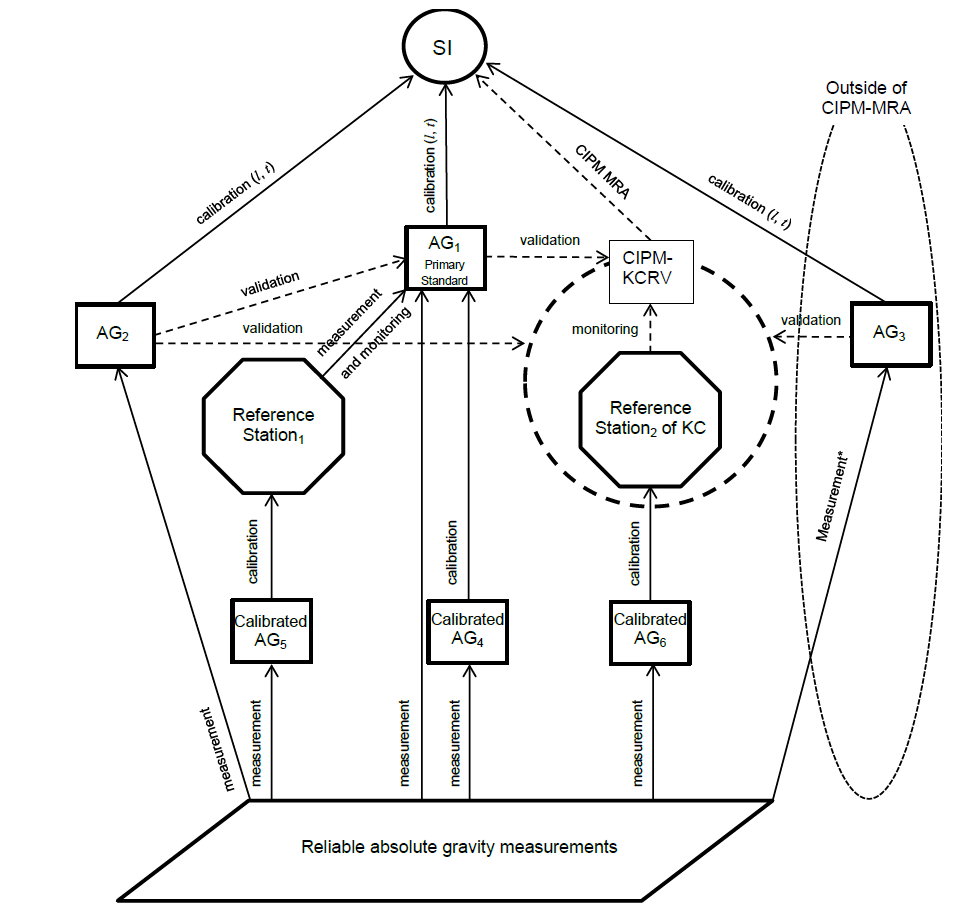 SI
Outside of
CIPM-MRA
calibration (l, t)
calibration (l, t)
CIPM MRA
calibration (l, t)
AG₁
Primary
Standard
validation
CIPM-
KCRV
validation
validation
measurement
and monitoring
monitoring
validation
AG₂
AG₃
Reference
Station₁
Reference
Station₂ of KC
Measurement*
calibration
calibration
calibration
Calibrated
AG₅
Calibrated
AG₄
Calibrated
AG₆
measurement
measurement
measurement
measurement
measurement
Reliable absolute gravity measurements